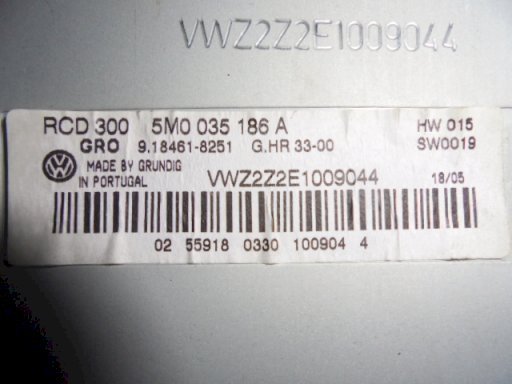 VWZ2Z2E1009044
RCD 300 5M0 035 186 A HW 015
GRO 9.18461-8251 G.HR 33-00 SW0019
MADE BY GRUNDIG
IN PORTUGAL VWZ2Z2E1009044 18/05
02 55918 0330 100904 4